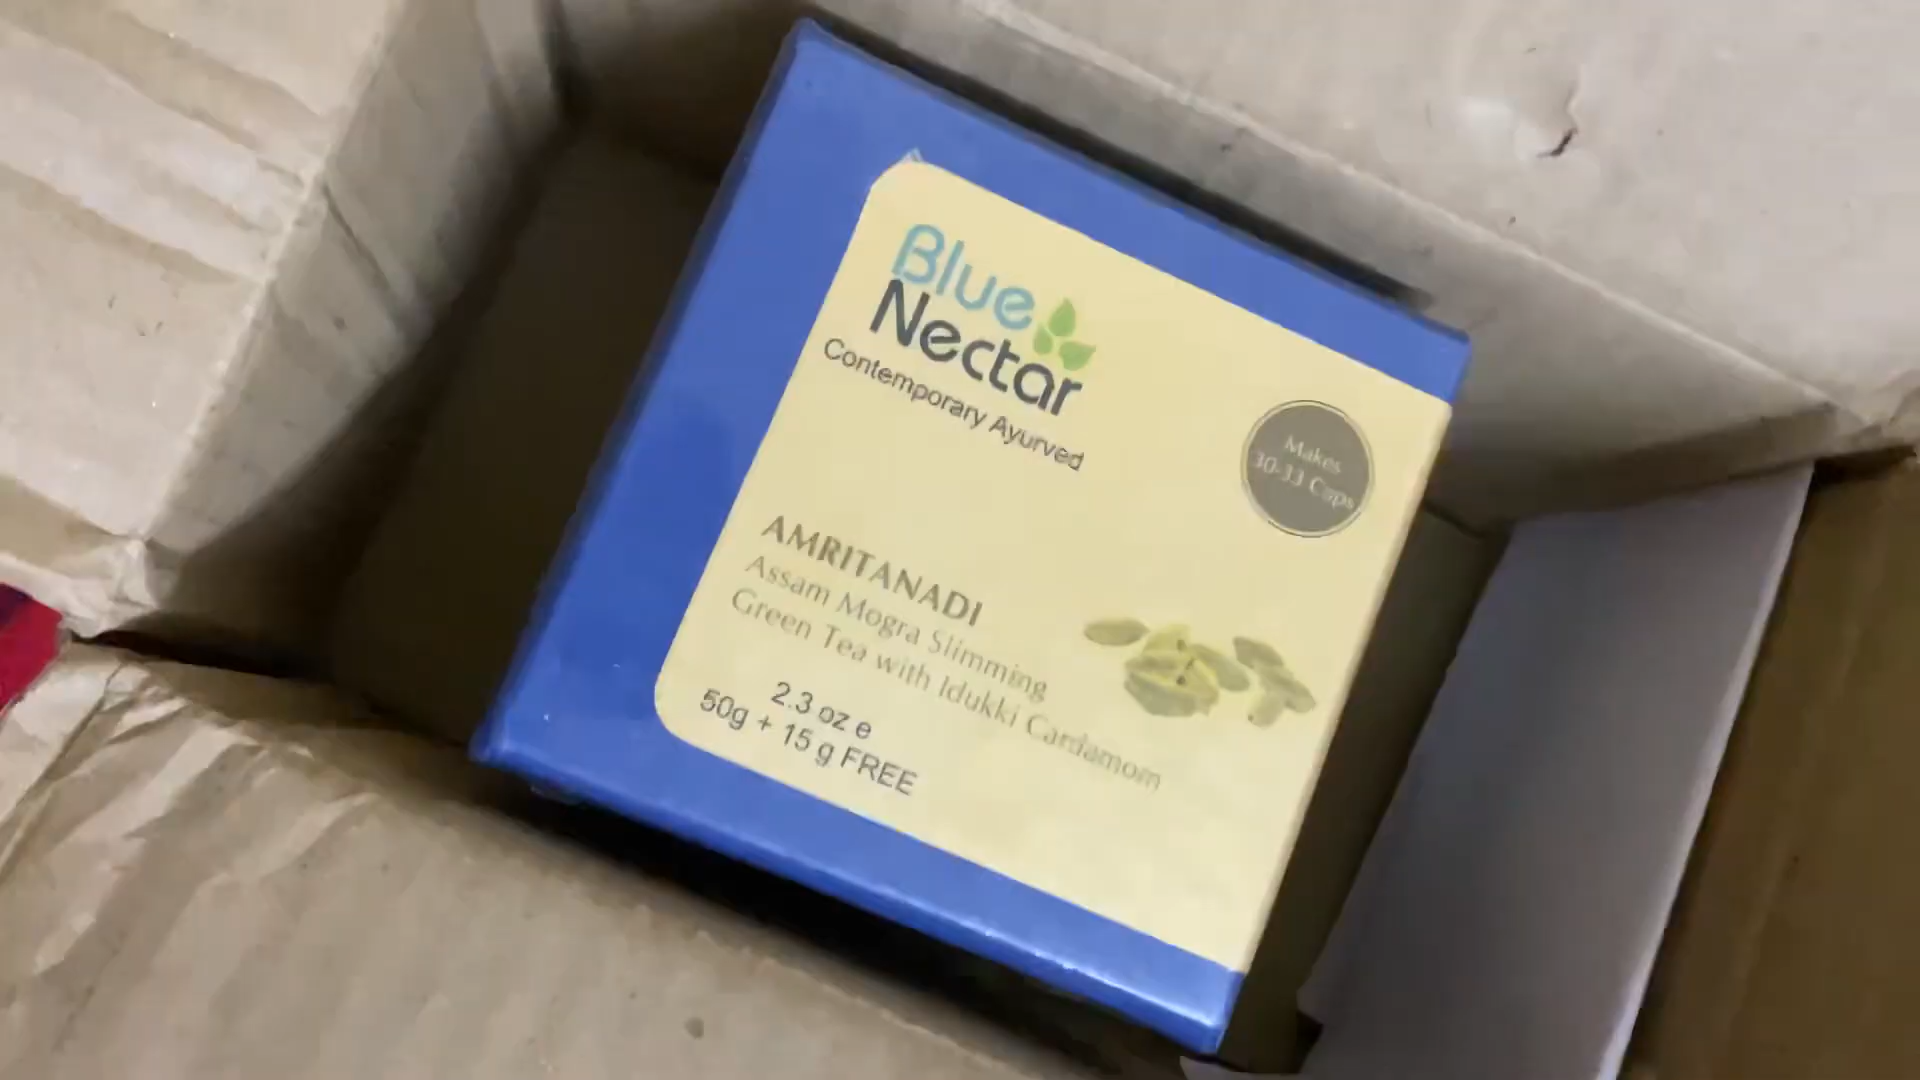 Blue
Nectar
Contemporary Ayurved
Makes
30-33 Cups
AMRITANADI
Assam Mogra Slimming
Green Tea with Idukki Cardamom
2.3 oz e
50g + 15 g FREE